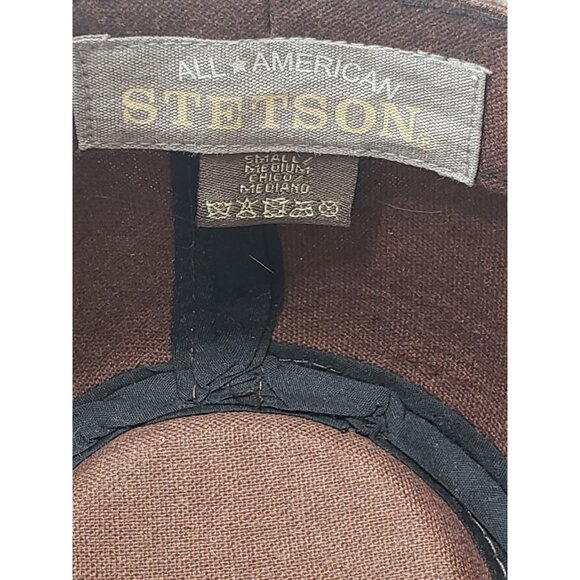 ALL ★ AMERICAN
STETSON®
SMALL/
MEDIUM
CHICO/
MEDIANO